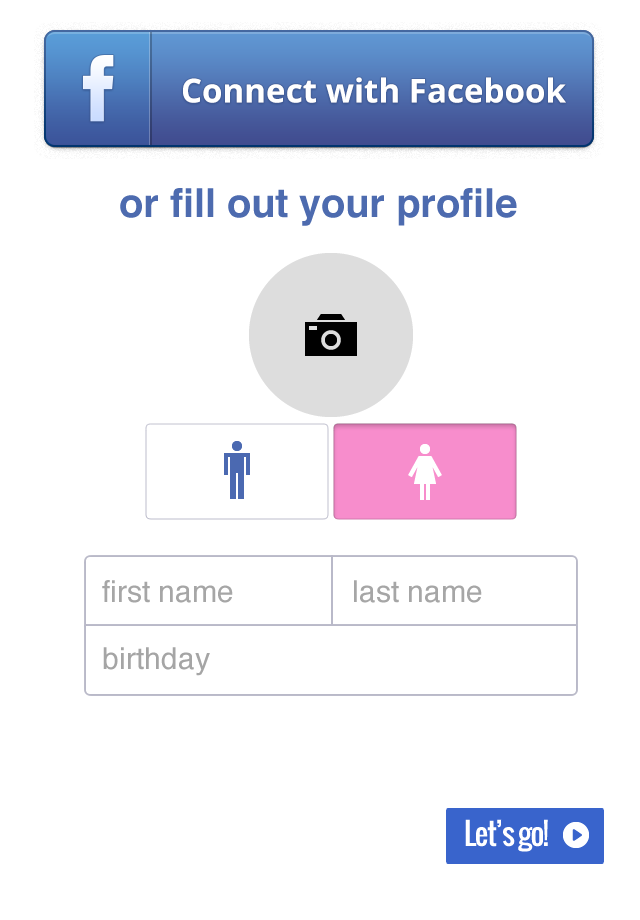 f Connect with Facebook
or fill out your profile
first name last name
birthday
Let's go!